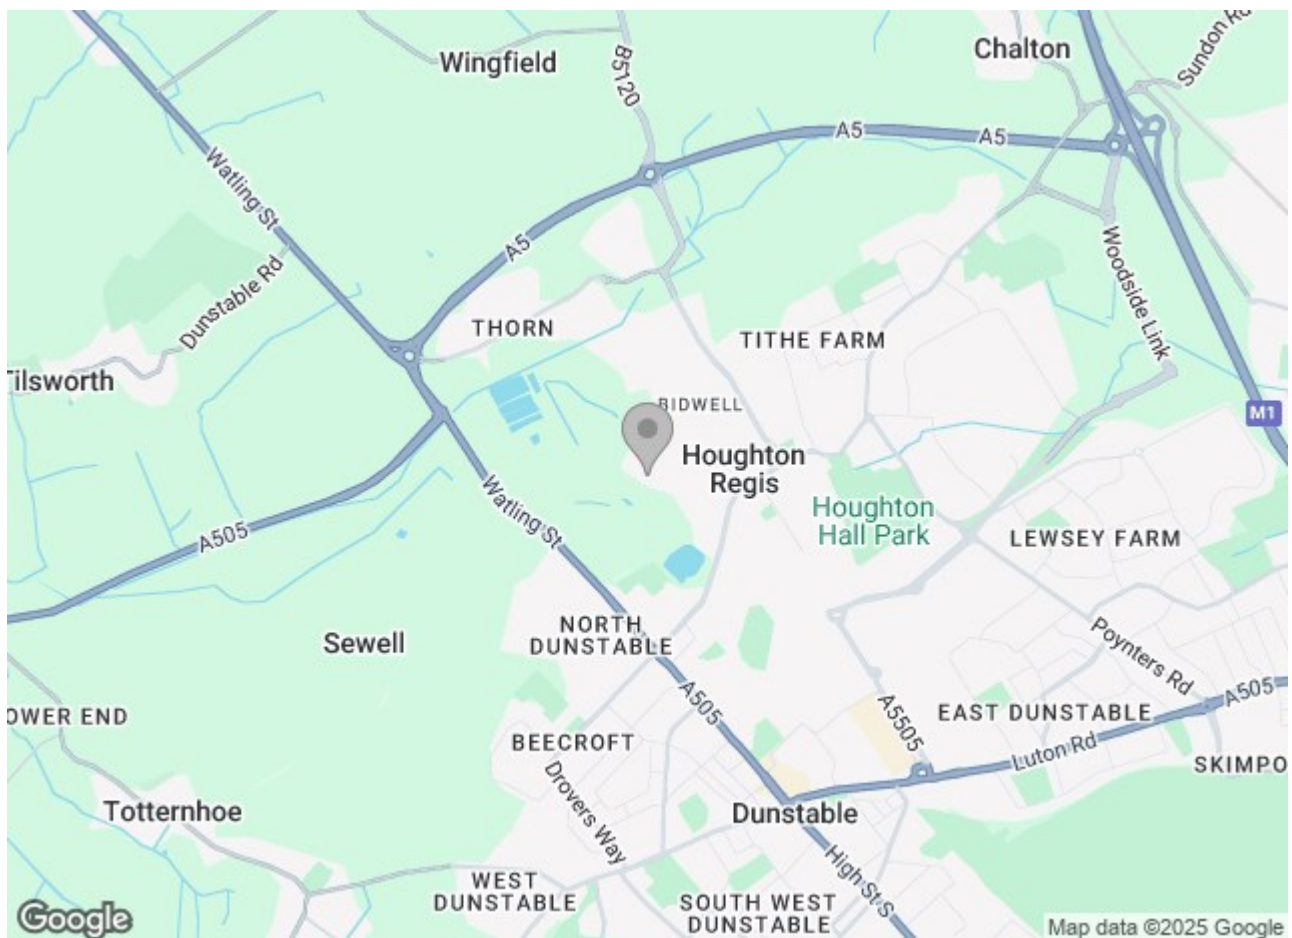 Wingfield
B5120
Chalton
Sundon Rd
A5
A5
Watling St
A5
Dunstable Rd
Woodside Link
THORN
TITHE FARM
Tilsworth
BIDWELL
M1
Houghton
Regis
Watling St
Houghton
Hall Park
A505
LEWSEY FARM
NORTH
DUNSTABLE
Sewell
Poynters Rd
A505
A505
OWER END
A5505
EAST DUNSTABLE
BEECROFT
Luton Rd
SKIMPO
Drovers Way
Totternhoe
Dunstable
High St S
WEST
DUNSTABLE
SOUTH WEST
DUNSTABLE
Google
Map data ©2025 Google